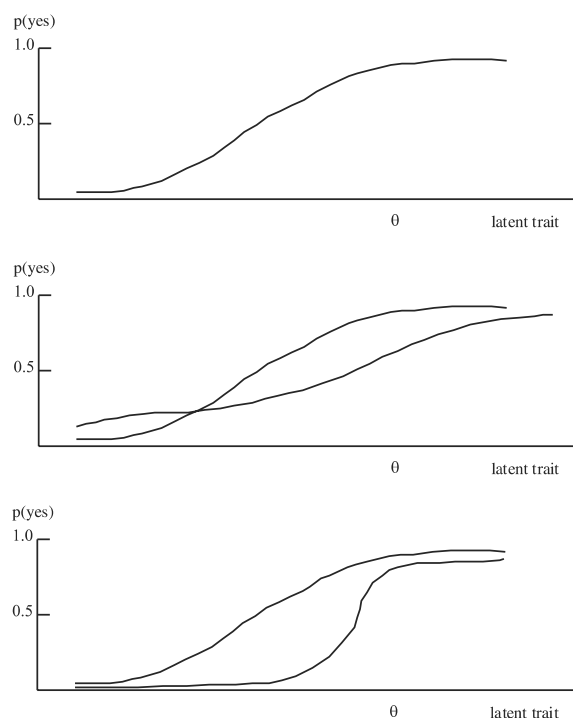 p(yes)
1.0
0.5
θ latent trait
p(yes)
1.0
0.5
θ latent trait
p(yes)
1.0
0.5
θ latent trait